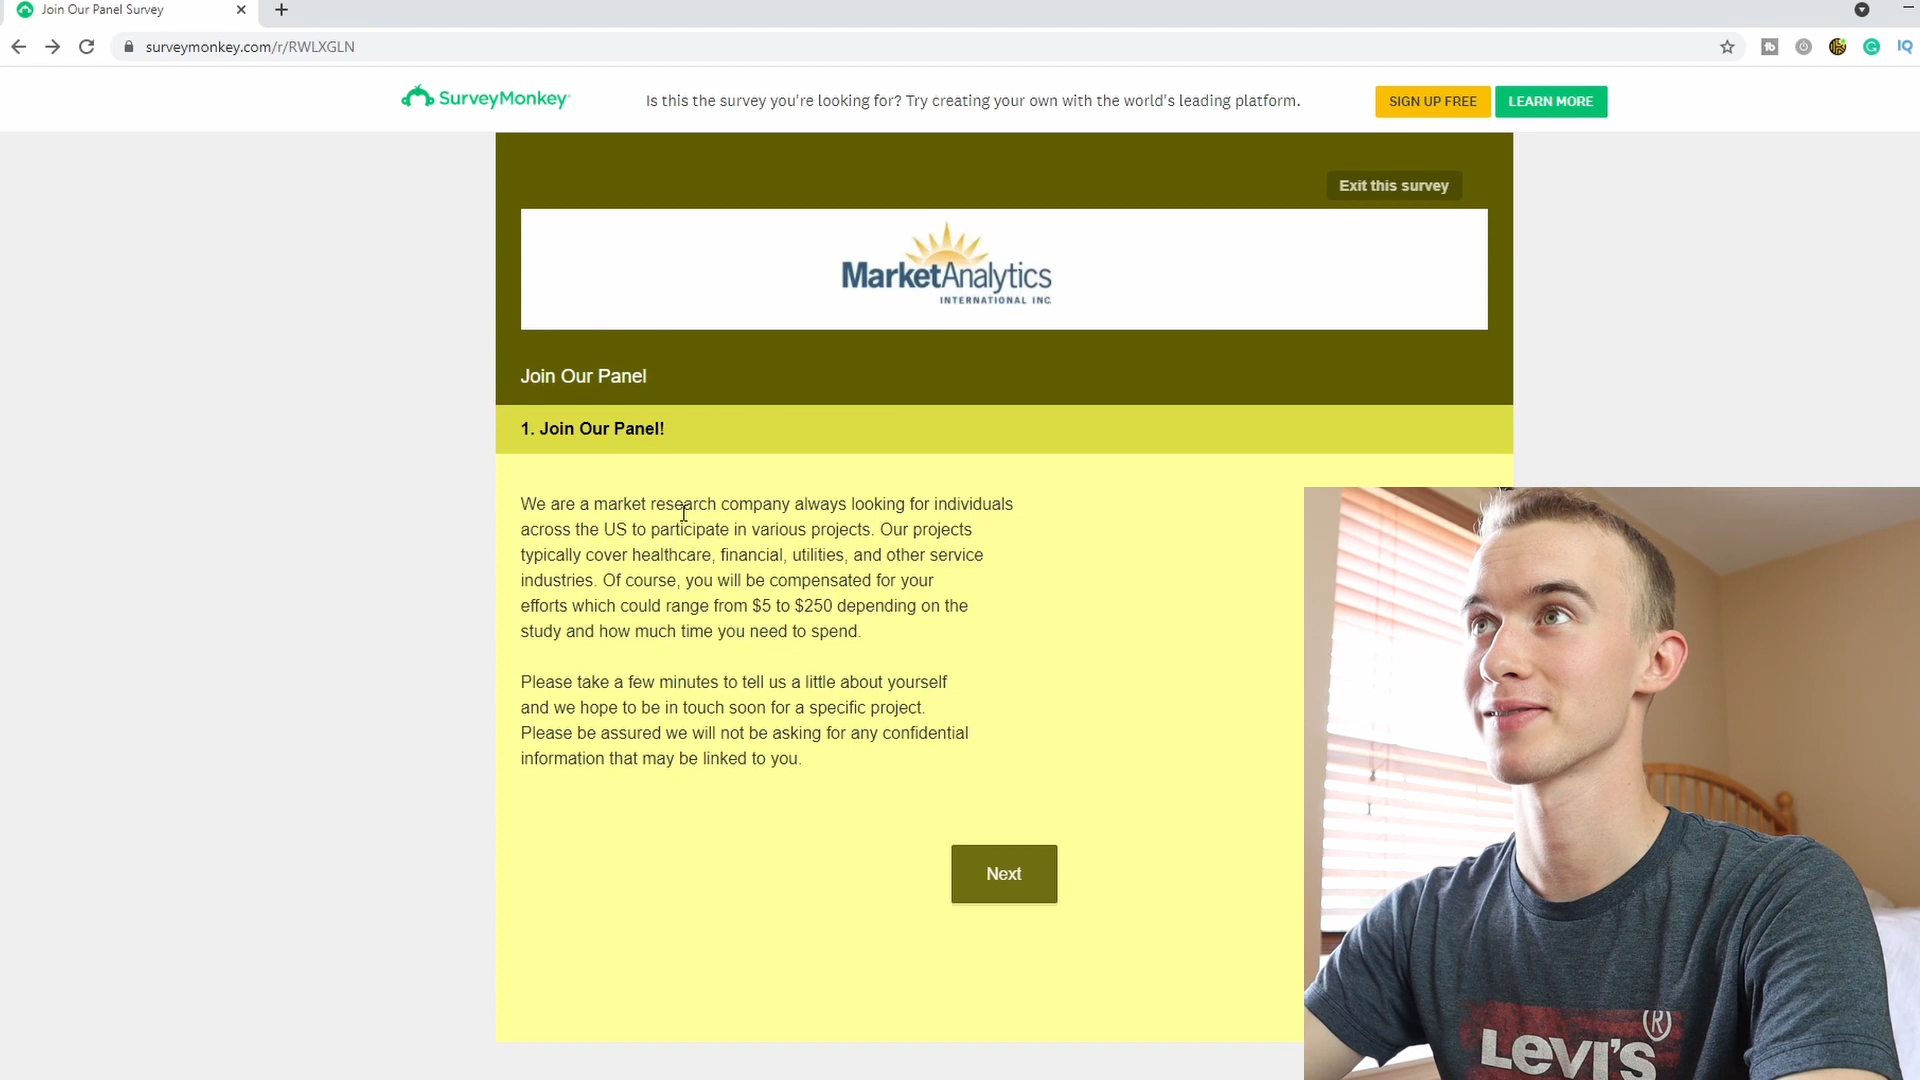 Join Our Panel Survey
surveymonkey.com/r/RWLXGLN
IQ
SurveyMonkey
Is this the survey you're looking for? Try creating your own with the world's leading platform.
SIGN UP FREE
LEARN MORE
Exit this survey
MarketAnalytics
INTERNATIONAL INC.
Join Our Panel
1. Join Our Panel!
We are a market research company always looking for individuals
across the US to participate in various projects. Our projects
typically cover healthcare, financial, utilities, and other service
industries. Of course, you will be compensated for your
efforts which could range from $5 to $250 depending on the
study and how much time you need to spend.
Please take a few minutes to tell us a little about yourself
and we hope to be in touch soon for a specific project.
Please be assured we will not be asking for any confidential
information that may be linked to you.
Next
LEVI'S®